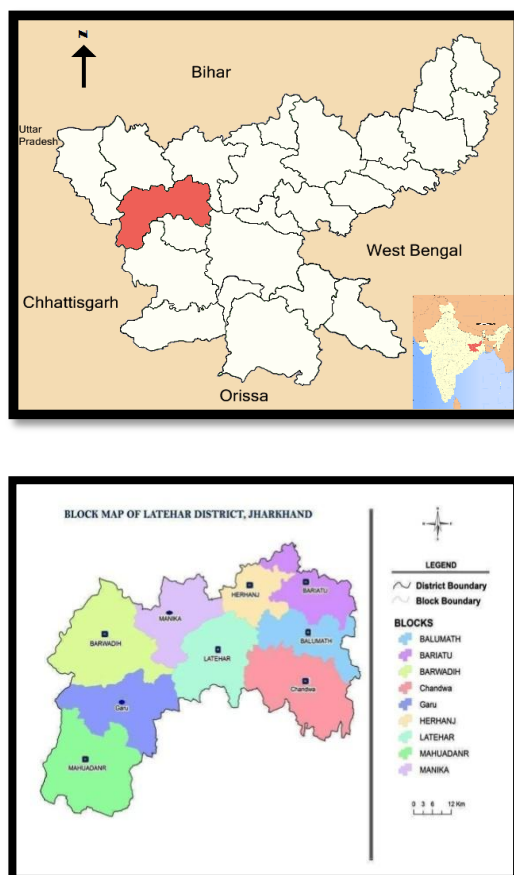 N
Bihar
Uttar
Pradesh
West Bengal
Chhattisgarh
Orissa
BLOCK MAP OF LATEHAR DISTRICT, JHARKHAND
HERHANJ
BARIATU
MANIKA
BARWADIH
LATEHAR
BALUMATH
Chandwa
Garu
MAHUADANR
LEGEND
District Boundary
Block Boundary
BLOCKS
BALUMATH
BARIATU
BARWADIH
Chandwa
Garu
HERHANJ
LATEHAR
MAHUADANR
MANIKA
0 3 6 12 Km